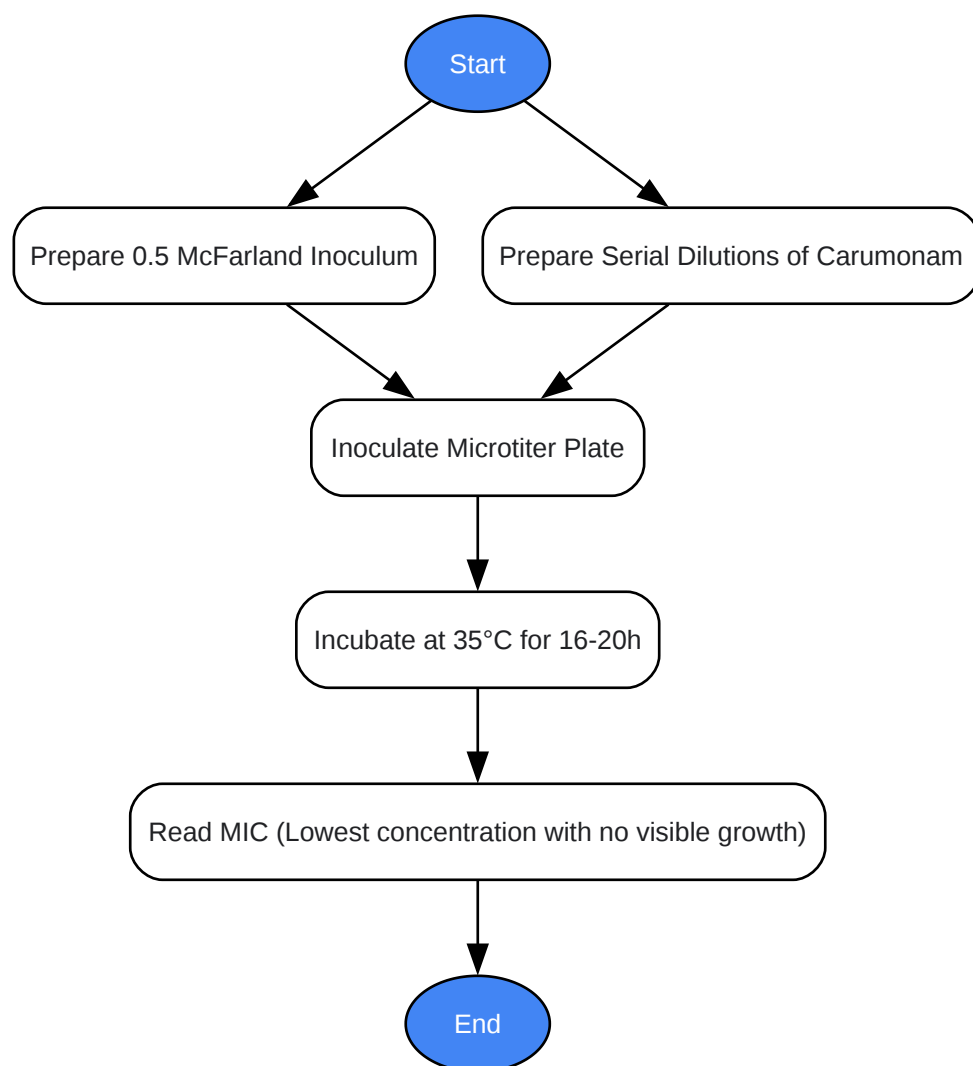 Start
Prepare 0.5 McFarland Inoculum
Prepare Serial Dilutions of Carumonam
Inoculate Microtiter Plate
Incubate at 35°C for 16-20h
Read MIC (Lowest concentration with no visible growth)
End